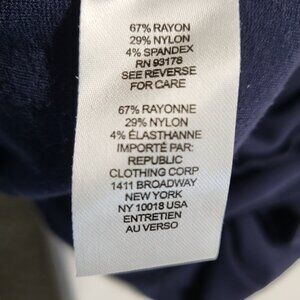 67% RAYON
29% NYLON
4% SPANDEX
RN 93178
SEE REVERSE
FOR CARE
67% RAYONNE
29% NYLON
4% ÉLASTHANNE
IMPORTÉ PAR:
REPUBLIC
CLOTHING CORP
1411 BROADWAY
NEW YORK
NY 10018 USA
ENTRETIEN
AU VERSO